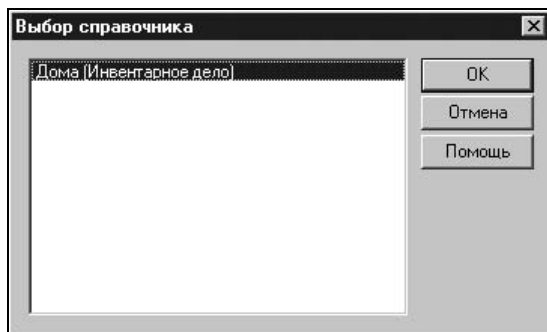 Выбор справочника
Дома (Инвентарное дело)
OK
Отмена
Помощь